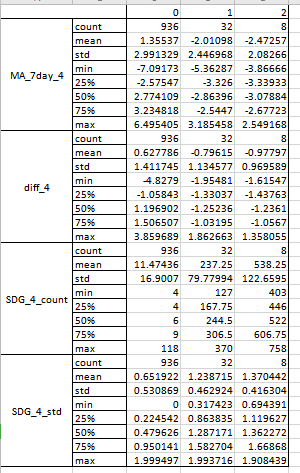 0 1 2
count 936 32 8
mean 1.35537 -2.01098 -2.47257
std 2.991329 2.446968 2.08266
min -7.09173 -5.36287 -3.86666
MA_7day_4 25% -2.57547 -3.326 -3.33933
50% 2.774109 -2.86396 -3.07884
75% 3.234818 -2.5447 -2.67723
max 6.495405 3.185458 2.549168
count 936 32 8
mean 0.627786 -0.79615 -0.97797
std 1.411745 1.134577 0.969589
min -4.8279 -1.95481 -1.61547
diff_4 25% -1.05843 -1.33037 -1.43763
50% 1.196902 -1.25236 -1.2361
75% 1.506507 -1.03195 -1.0567
max 3.859689 1.862663 1.358055
count 936 32 8
mean 11.47436 237.25 538.25
std 16.9007 79.77994 122.6595
SDG_4_count min 4 127 403
25% 4 167.75 446
50% 6 244.5 522
75% 9 306.5 606.75
max 118 370 758
count 936 32 8
mean 0.651922 1.238715 1.370442
std 0.530869 0.462924 0.416304
SDG_4_std min 0 0.317423 0.694391
25% 0.224542 0.863835 1.119627
50% 0.479626 1.287171 1.362272
75% 0.950141 1.582704 1.66868
max 1.999497 1.993716 1.908439